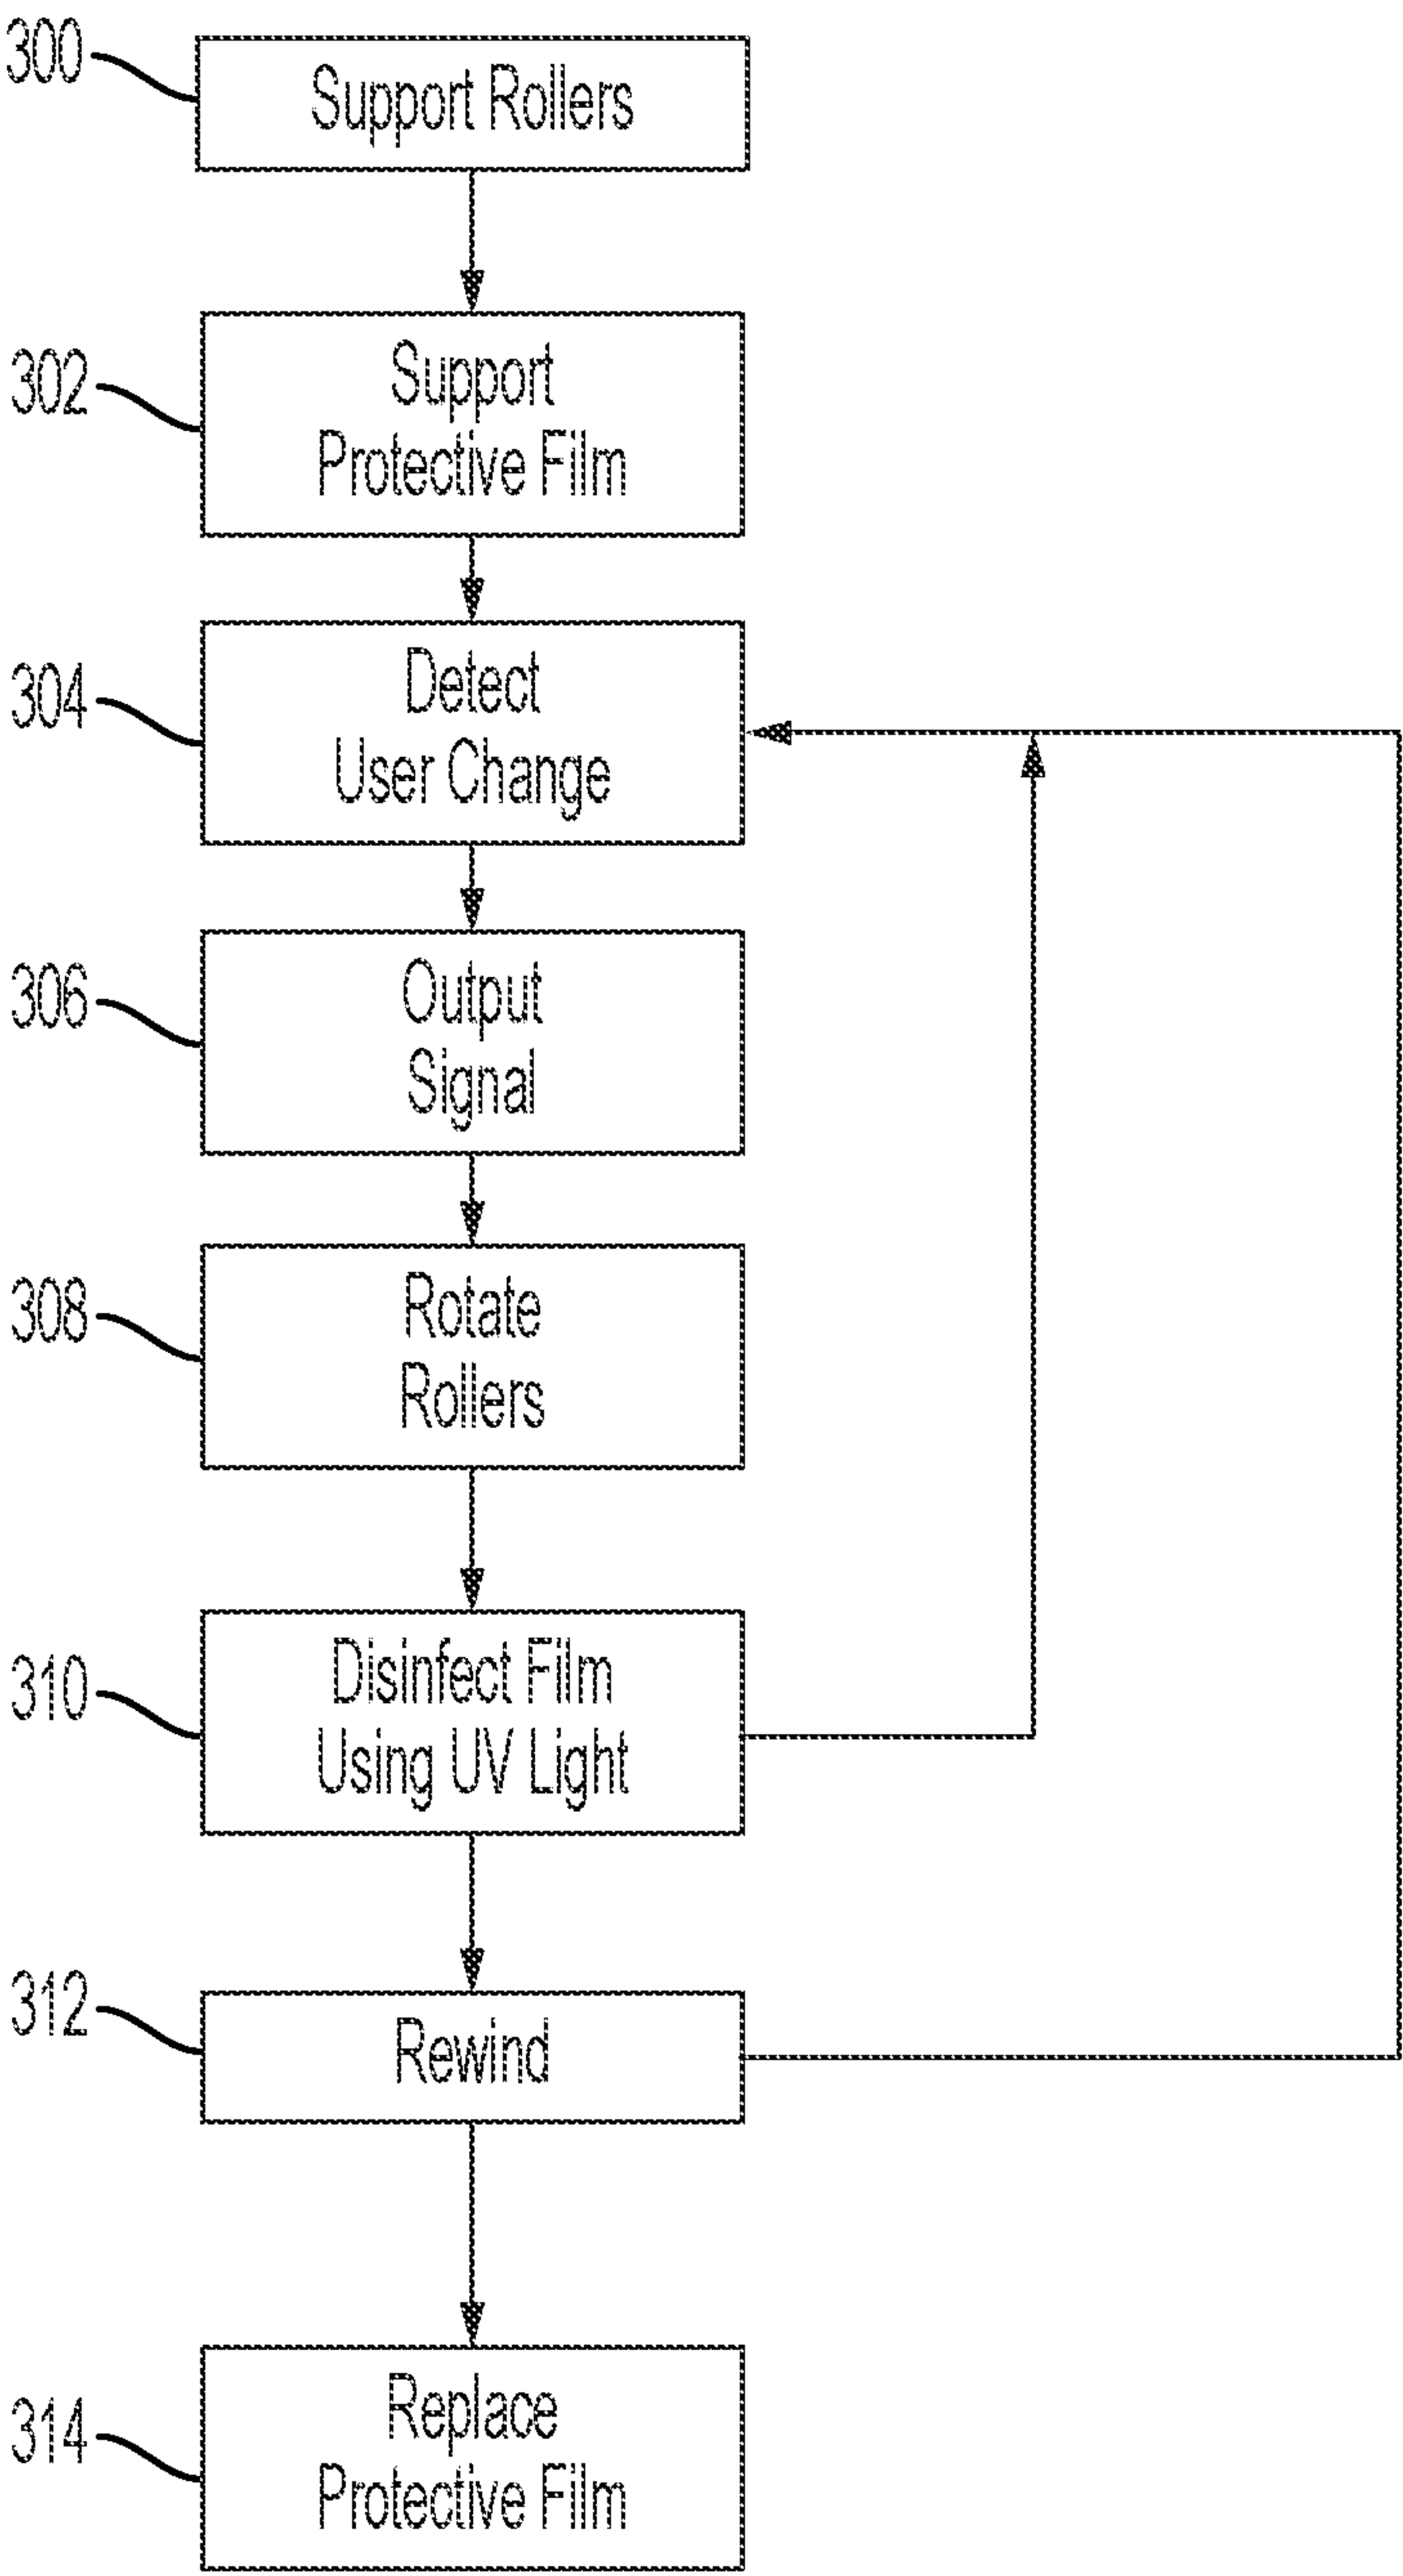 300
Support Rollers
302
Support
Protective Film
304
Detect
User Change
306
Output
Signal
308
Rotate
Rollers
310
Disinfect Film
Using UV Light
312
Rewind
314
Replace
Protective Film